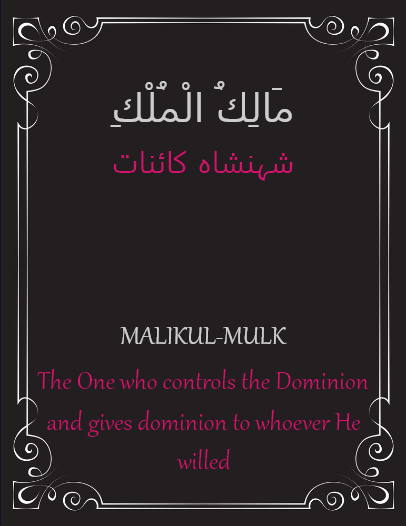 مَالِكُ الْمُلْكِ
شہنشاہ کائنات
MALIKUL-MULK
The One who controls the Dominion
and gives dominion to whoever He
willed